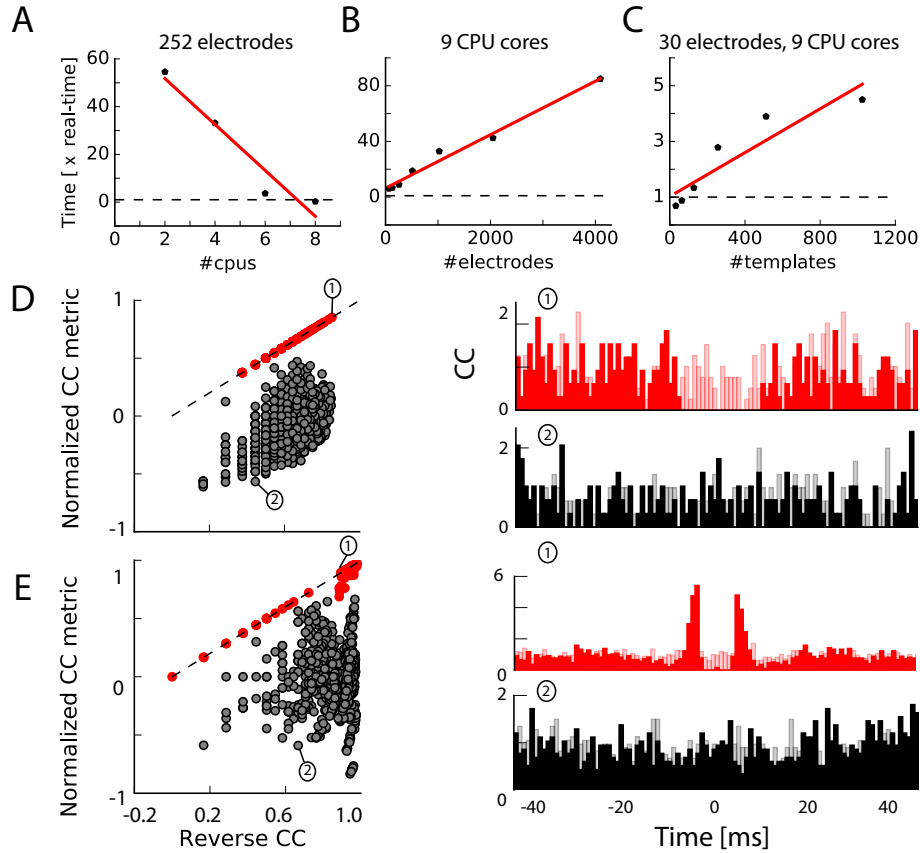 A
B
C
252 electrodes
9 CPU cores
30 electrodes, 9 CPU cores
Time [ x real-time]
60
40
20
0
0 2 4 6 8
#cpus
80
40
0
0 2000 4000
#electrodes
5
3
1
0 400 800 1200
#templates
D
Normalized CC metric
1
0
-1
0.2 0.6
1
2
CC
1
2
0
2
2
0
E
Normalized CC metric
1
0
-1
-0.2 0.2 0.6 1.0
Reverse CC
1
2
1
6
0
2
2
0
-40 -20 0 20 40
Time [ms]